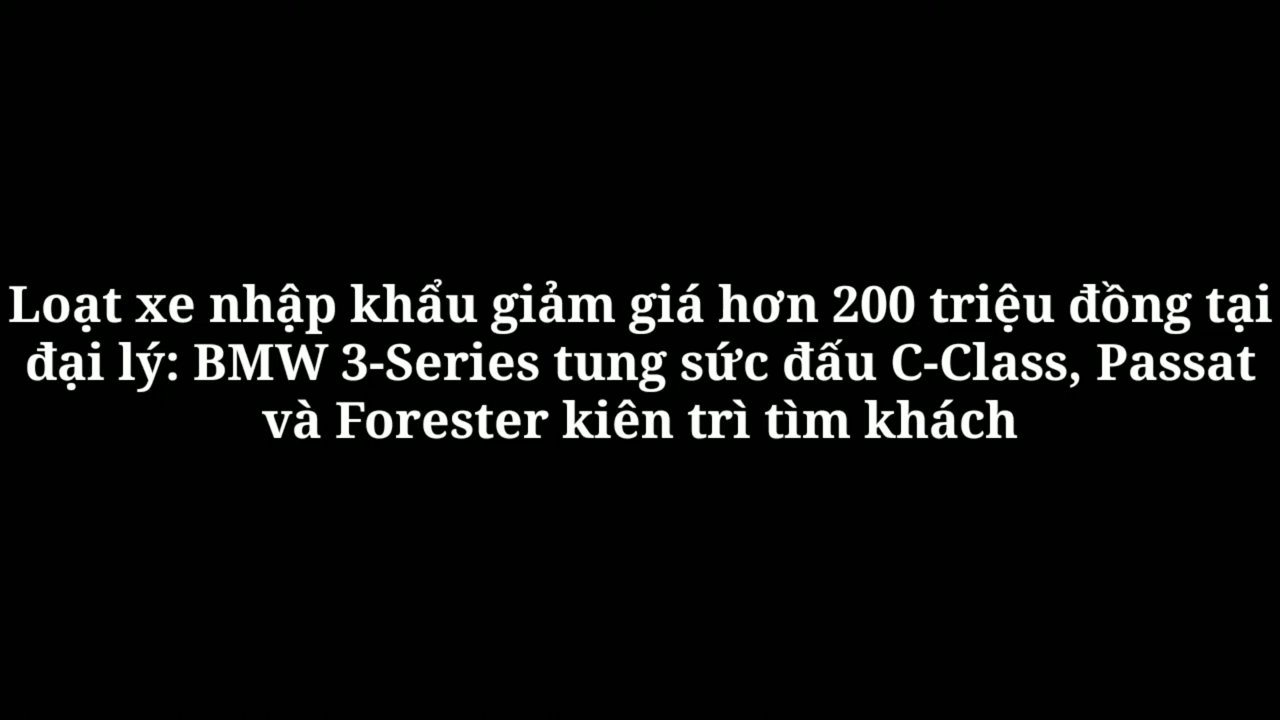 Loạt xe nhập khẩu giảm giá hơn 200 triệu đồng tại
đại lý: BMW 3-Series tung sức đấu C-Class, Passat
và Forester kiên trì tìm khách